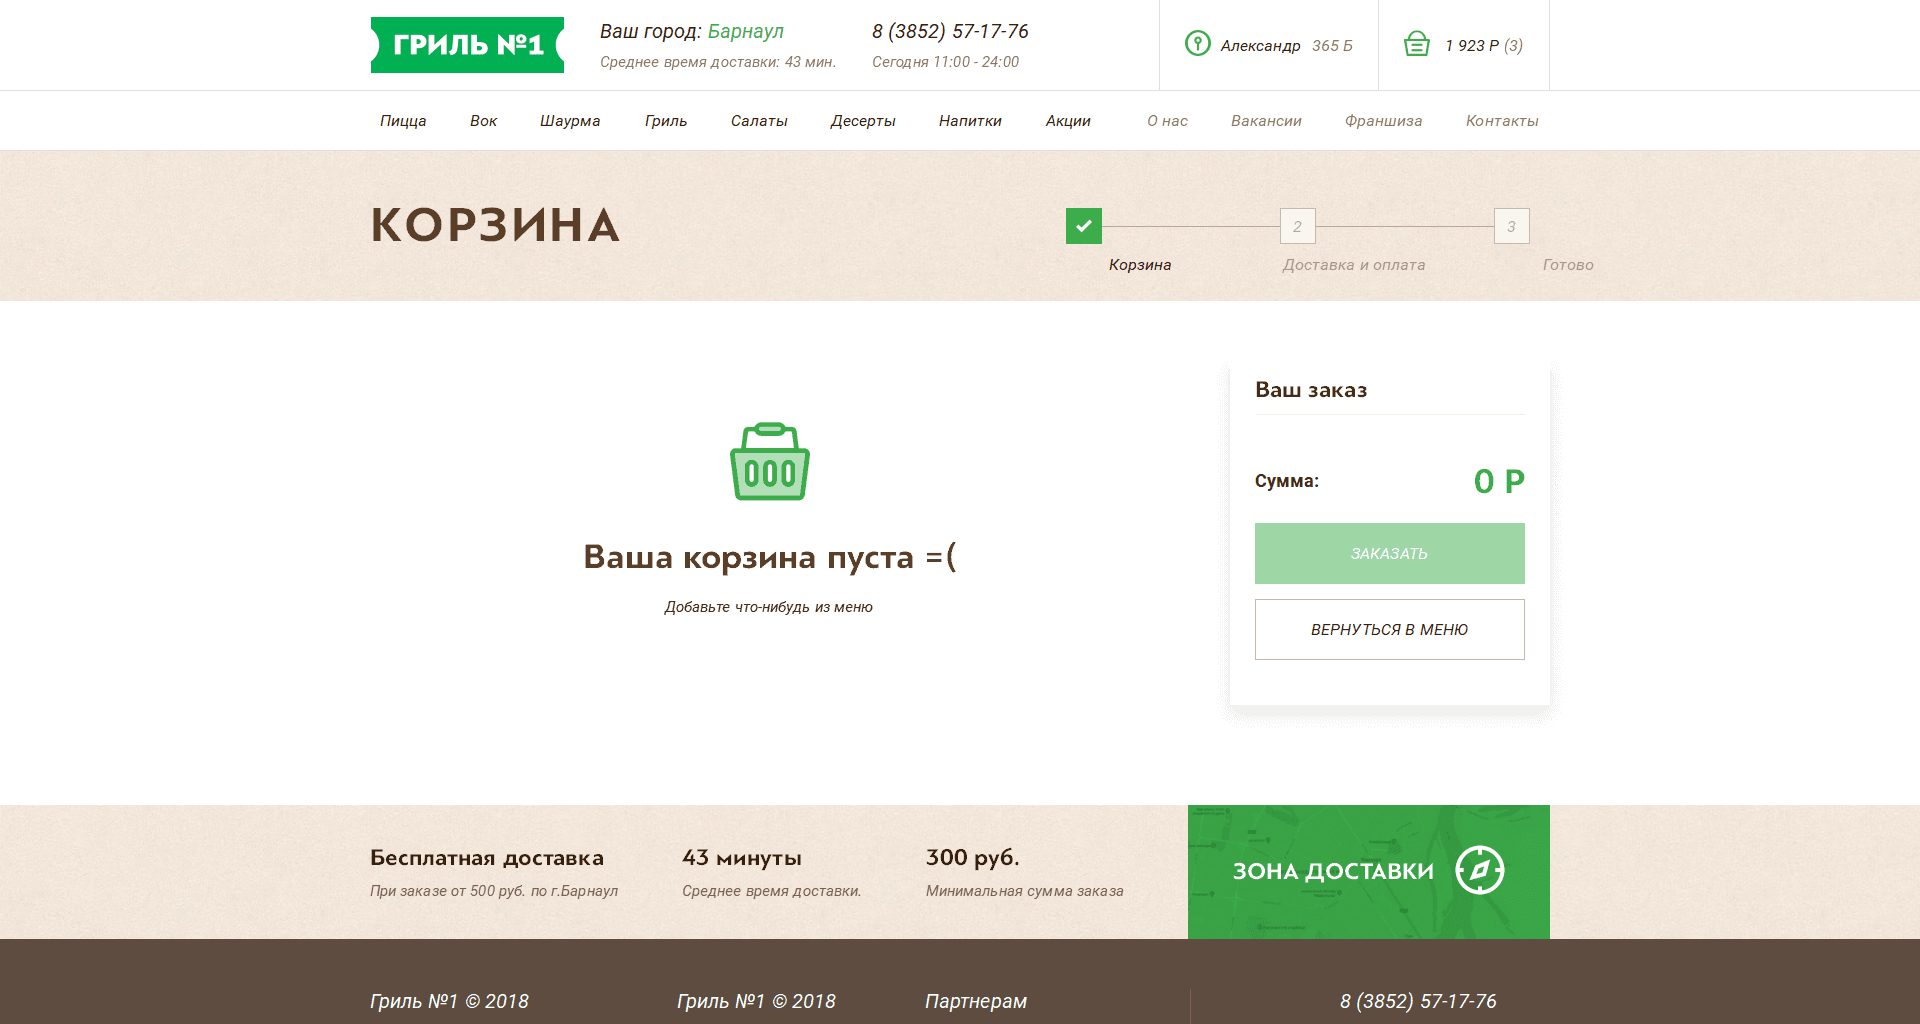 ГРИЛЬ №1
Ваш город: Барнаул
Среднее время доставки: 43 мин.
8 (3852) 57-17-76
Сегодня 11:00 - 24:00
Александр 365 Б
1 923 Р (3)
Пицца Вок Шаурма Гриль Салаты Десерты Напитки Акции О нас Вакансии Франшиза Контакты
КОРЗИНА
2 3
Корзина Доставка и оплата Готово
Ваша корзина пуста =(
Добавьте что-нибудь из меню
Ваш заказ
Сумма: 0 Р
ЗАКАЗАТЬ
ВЕРНУТЬСЯ В МЕНЮ
Бесплатная доставка
При заказе от 500 руб. по г.Барнаул
43 минуты
Среднее время доставки.
300 руб.
Минимальная сумма заказа
ЗОНА ДОСТАВКИ
Гриль №1 © 2018 Гриль №1 © 2018 Партнерам 8 (3852) 57-17-76